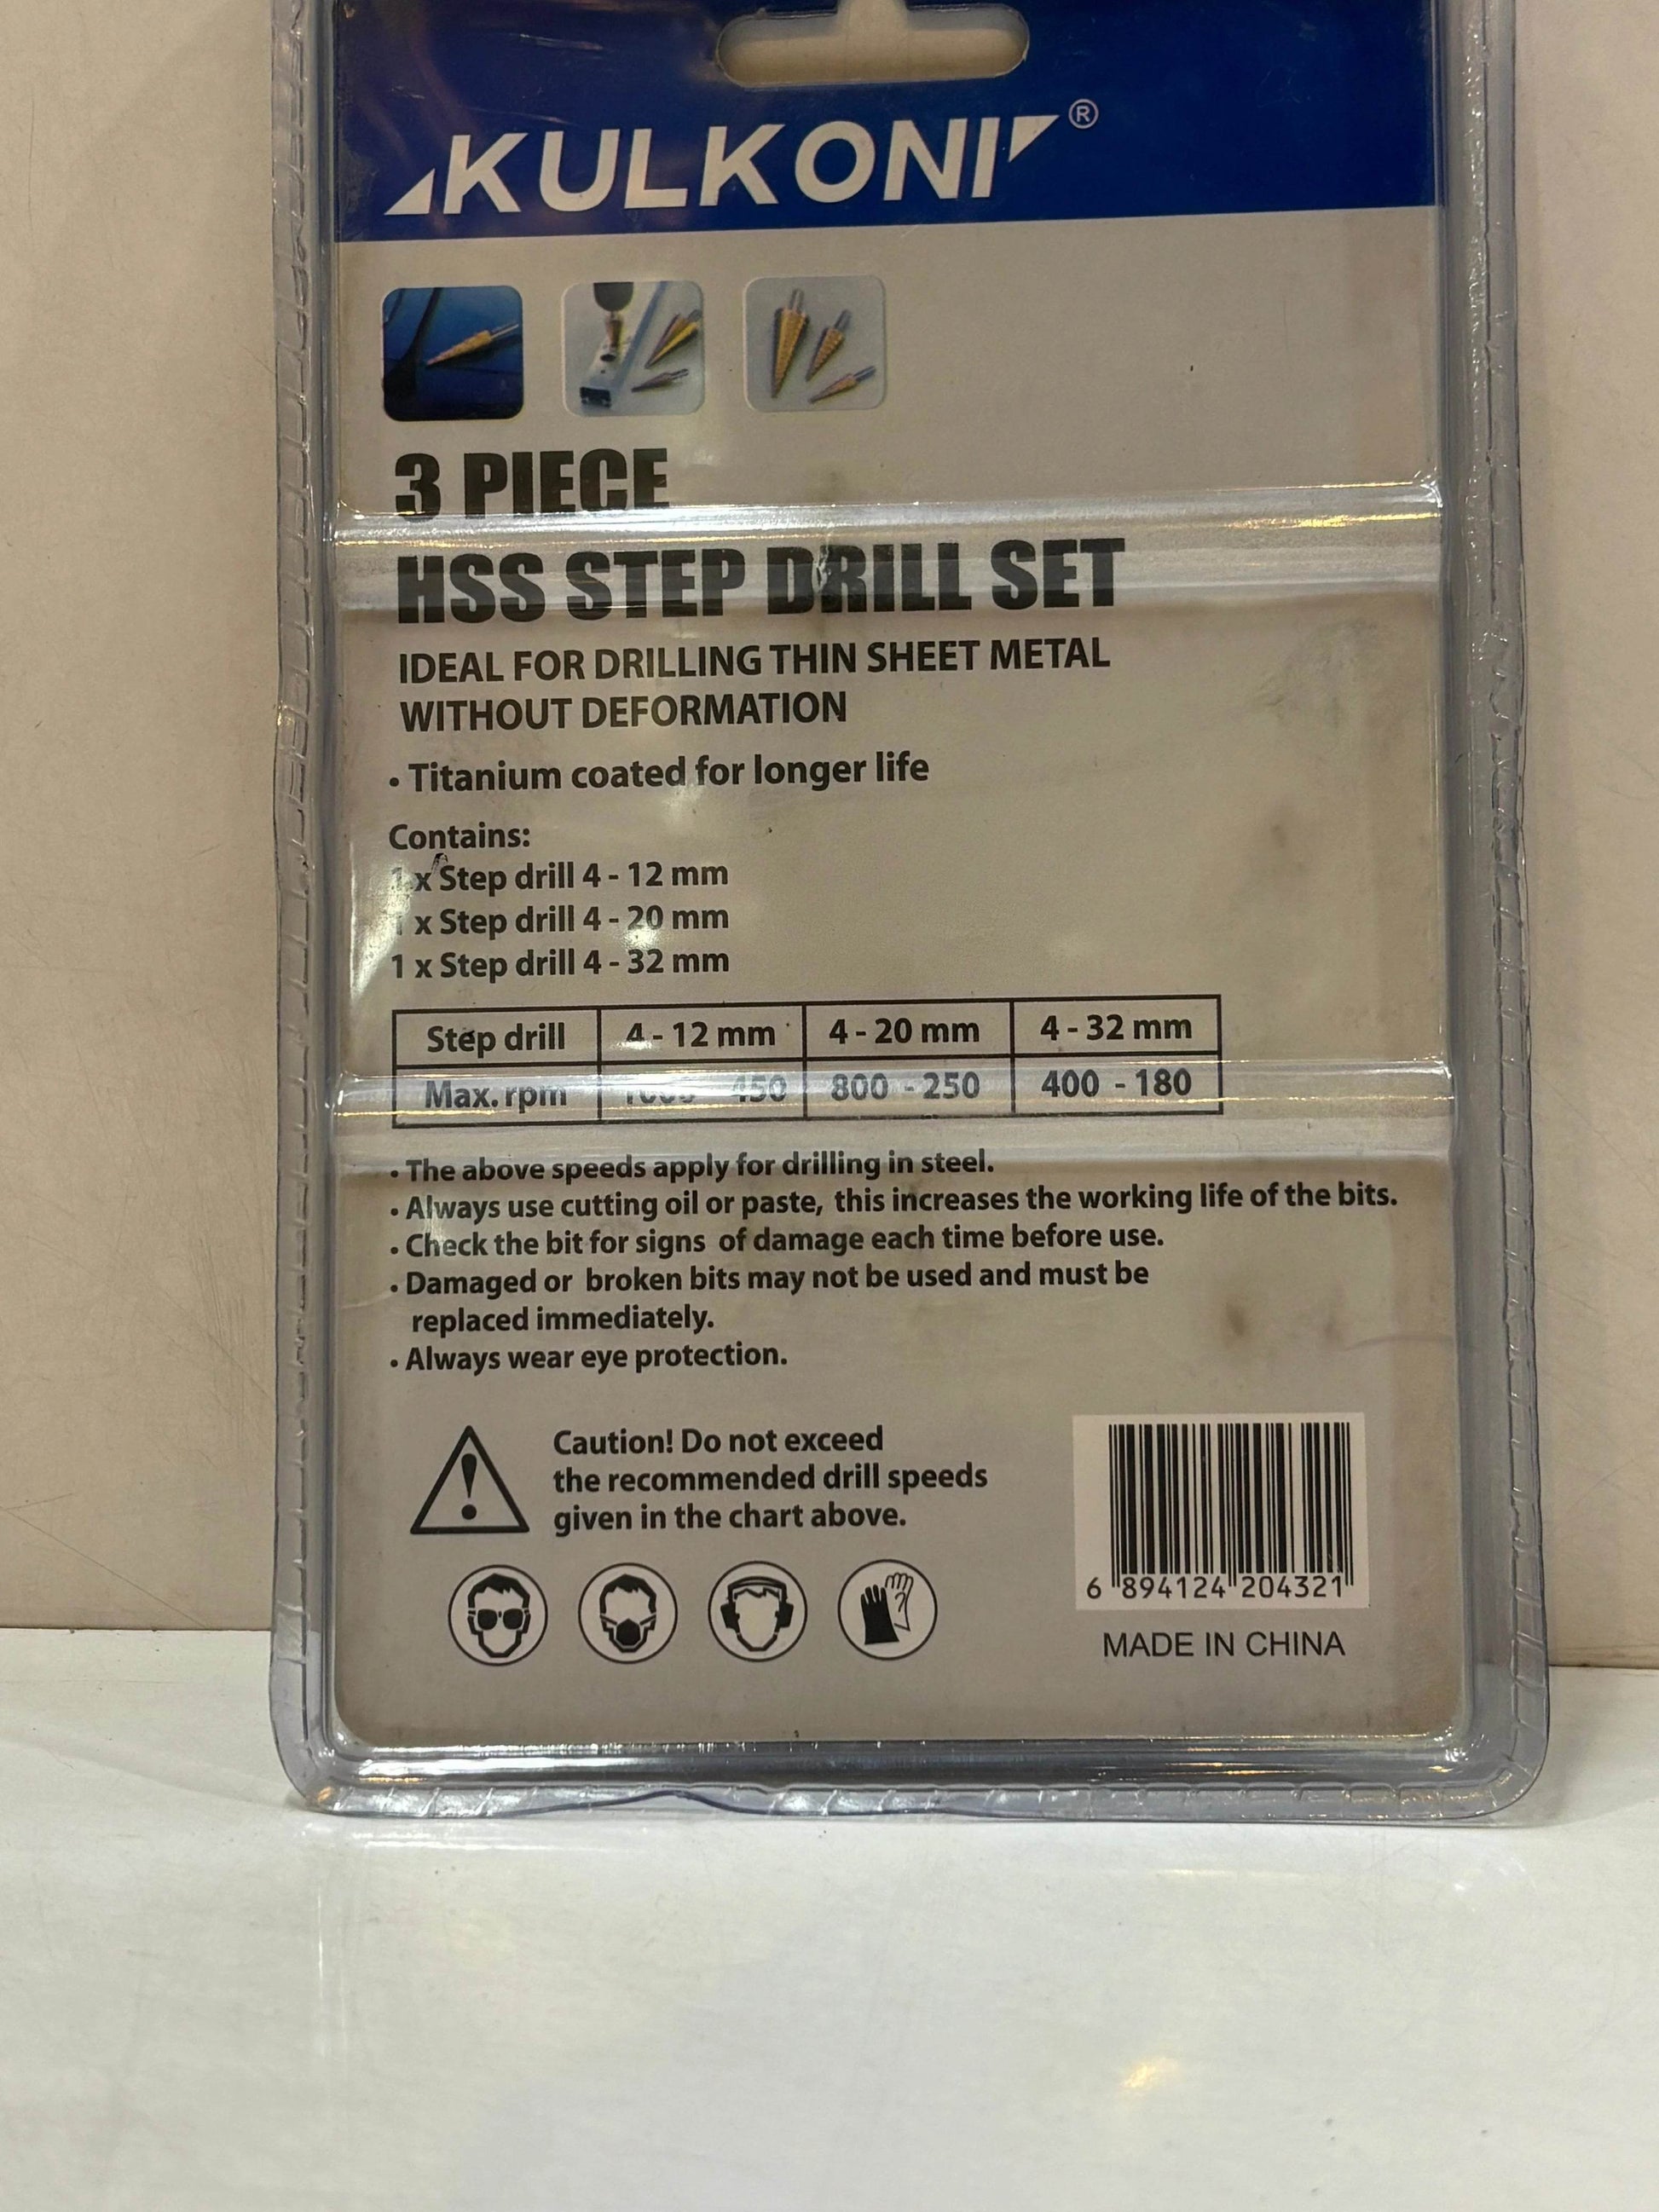 KULKONI®
3 PIECE
HSS STEP DRILL SET
IDEAL FOR DRILLING THIN SHEET METAL
WITHOUT DEFORMATION
• Titanium coated for longer life
Contains:
1 x Step drill 4 - 12 mm
1 x Step drill 4 - 20 mm
1 x Step drill 4 - 32 mm
Step drill 4 - 12 mm 4 - 20 mm 4 - 32 mm
Max. rpm 450 800 - 250 400 - 180
• The above speeds apply for drilling in steel.
• Always use cutting oil or paste, this increases the working life of the bits.
• Check the bit for signs of damage each time before use.
• Damaged or broken bits may not be used and must be
replaced immediately.
• Always wear eye protection.
Caution! Do not exceed
the recommended drill speeds
given in the chart above.
6 894124 204321
MADE IN CHINA